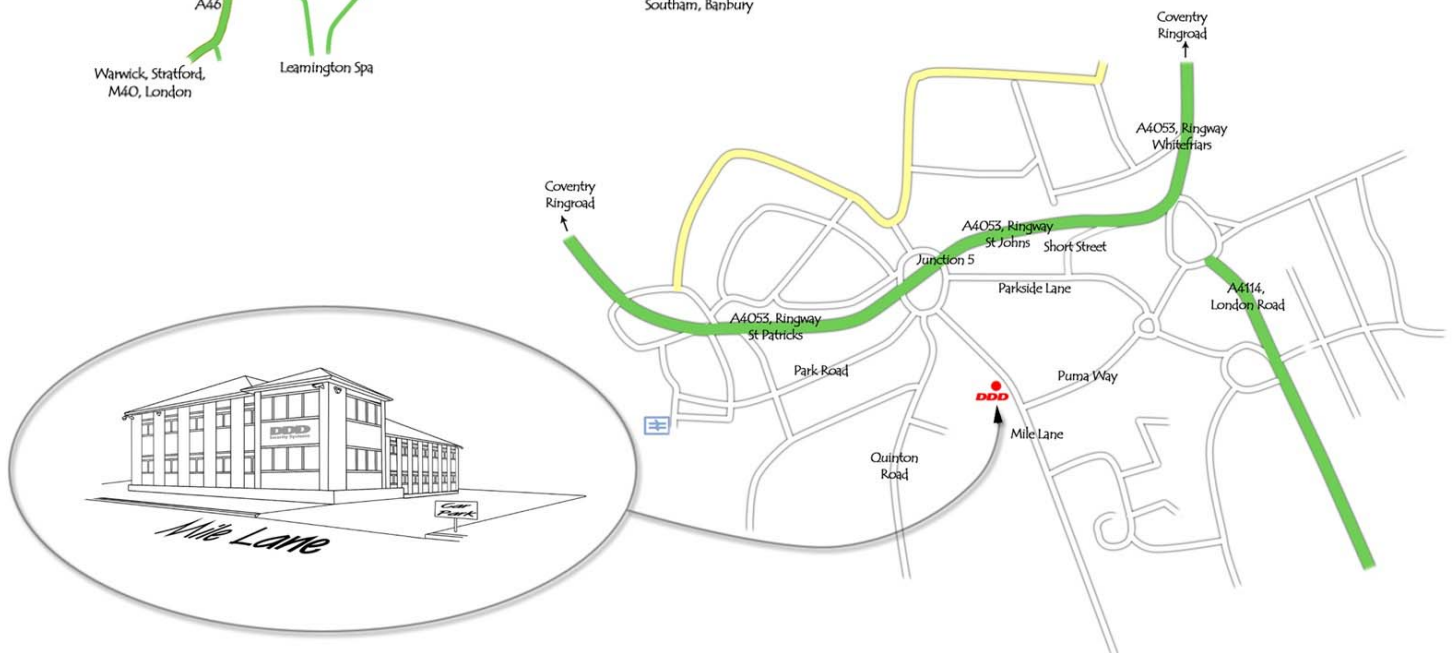 A46
Southam, Banbury
Warwick, Stratford,
M40, London
Leamington Spa
Coventry
Ringroad
A4053, Ringway
Whitefriars
Coventry
Ringroad
A4053, Ringway
St Johns
Short Street
Junction 5
Parkside Lane
A4114,
London Road
A4053, Ringway
St Patricks
Park Road
Puma Way
DDD
Mile Lane
Quinton
Road
DDD
Security Systems
Car
Park
Mile Lane